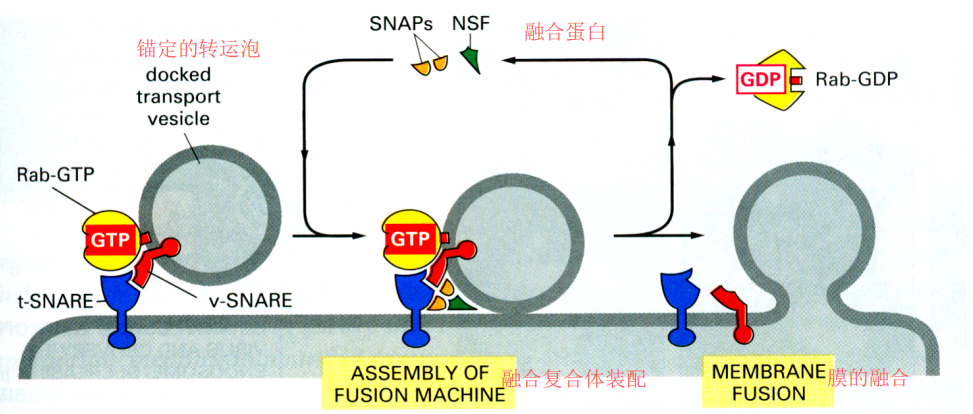 SNAPs NSF
融合蛋白
锚定的转运泡
docked
transport
vesicle
GDP
Rab-GDP
Rab-GTP
GTP
GTP
t-SNARE
v-SNARE
ASSEMBLY OF
FUSION MACHINE
融合复合体装配
MEMBRANE
FUSION
膜的融合